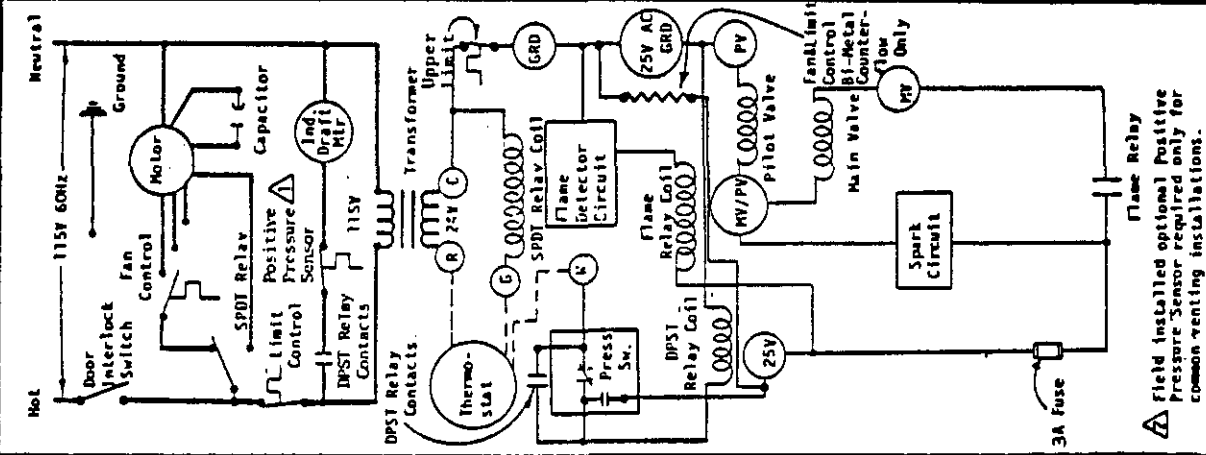 Hot
115V 60HZ
Neutral
Door
Interlock
Switch
Ground
Fan
Control
Motor
Capacitor
SPDT Relay
Limit
Control
Positive
Pressure
Sensor
1
Ind.
Draft
Mtr
DPST Relay
Contacts
115V
Transformer
24V
R
C
Upper
Limit
Thermo-
stat
G
SPDT Relay Coil
GRD
DPST Relay
Contacts
W
Press
Sw.
Flame
Detector
Circuit
25V AC
GRD
Flame
Relay Coil
DPST
Relay Coil
25V
MV/PV
PV
Pilot Valve
Fan&Limit
Control
Bi-Metal
Counter-
flow
Only
Main Valve
MV
Spark
Circuit
3A Fuse
Flame Relay
Field installed optional Positive
Pressure Sensor required only for
common venting installations.